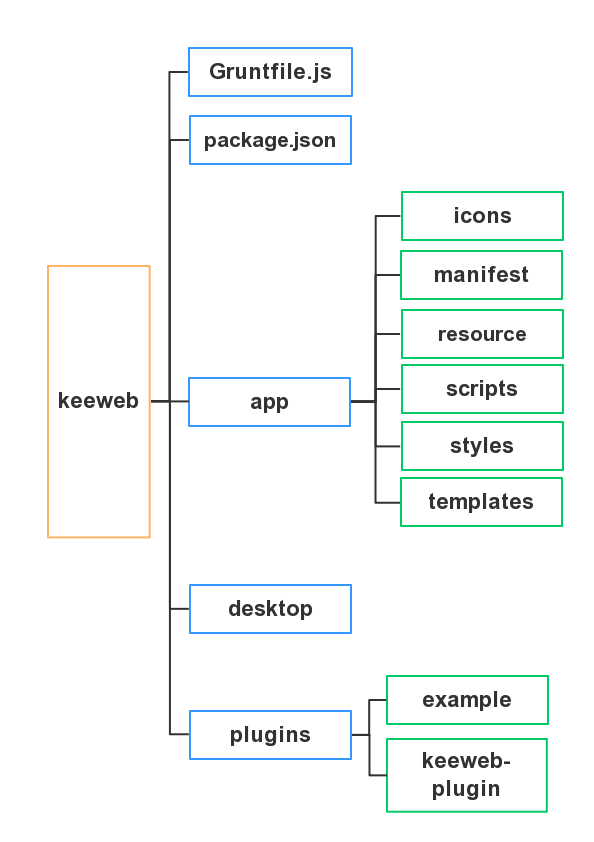 keeweb
Gruntfile.js
package.json
app
icons
manifest
resource
scripts
styles
templates
desktop
plugins
example
keeweb-
plugin